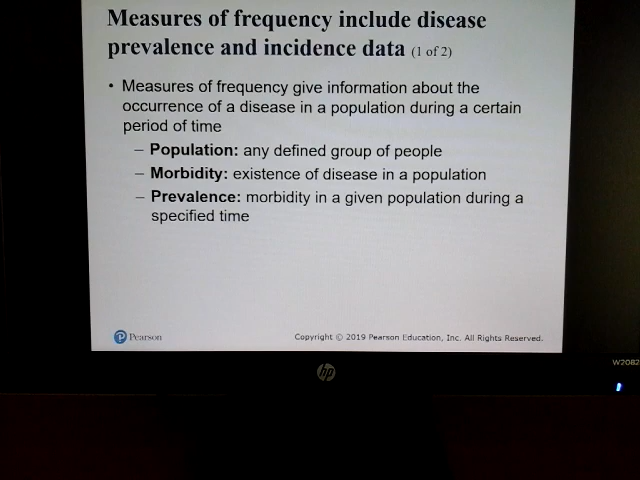 Measures of frequency include disease
prevalence and incidence data (1 of 2)
• Measures of frequency give information about the
occurrence of a disease in a population during a certain
period of time
– Population: any defined group of people
– Morbidity: existence of disease in a population
– Prevalence: morbidity in a given population during a
specified time
P Pearson
Copyright © 2019 Pearson Education, Inc. All Rights Reserved.
hp
W2082